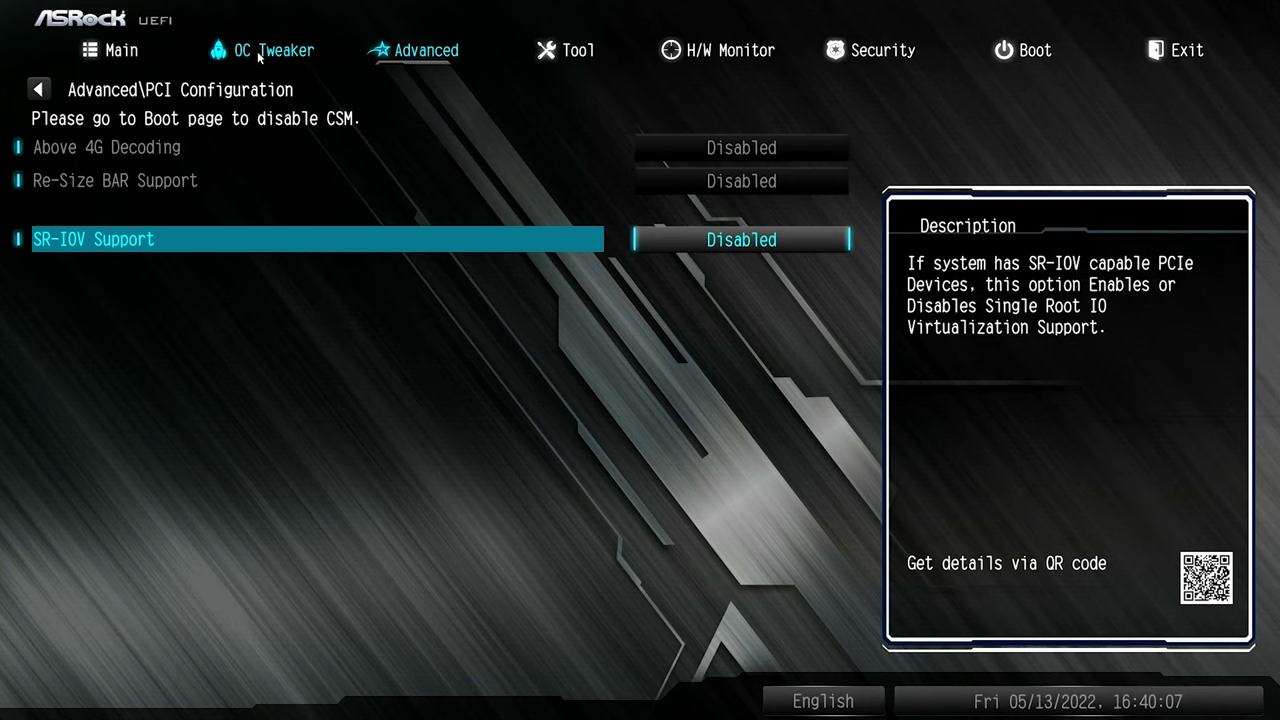 ASRock UEFI
Main OC Tweaker Advanced Tool H/W Monitor Security Boot Exit
Advanced\PCI Configuration
Please go to Boot page to disable CSM.
Above 4G Decoding Disabled
Re-Size BAR Support Disabled
SR-IOV Support Disabled
Description
If system has SR-IOV capable PCIe
Devices, this option Enables or
Disables Single Root IO
Virtualization Support.
Get details via QR code
English Fri 05/13/2022, 16:40:07